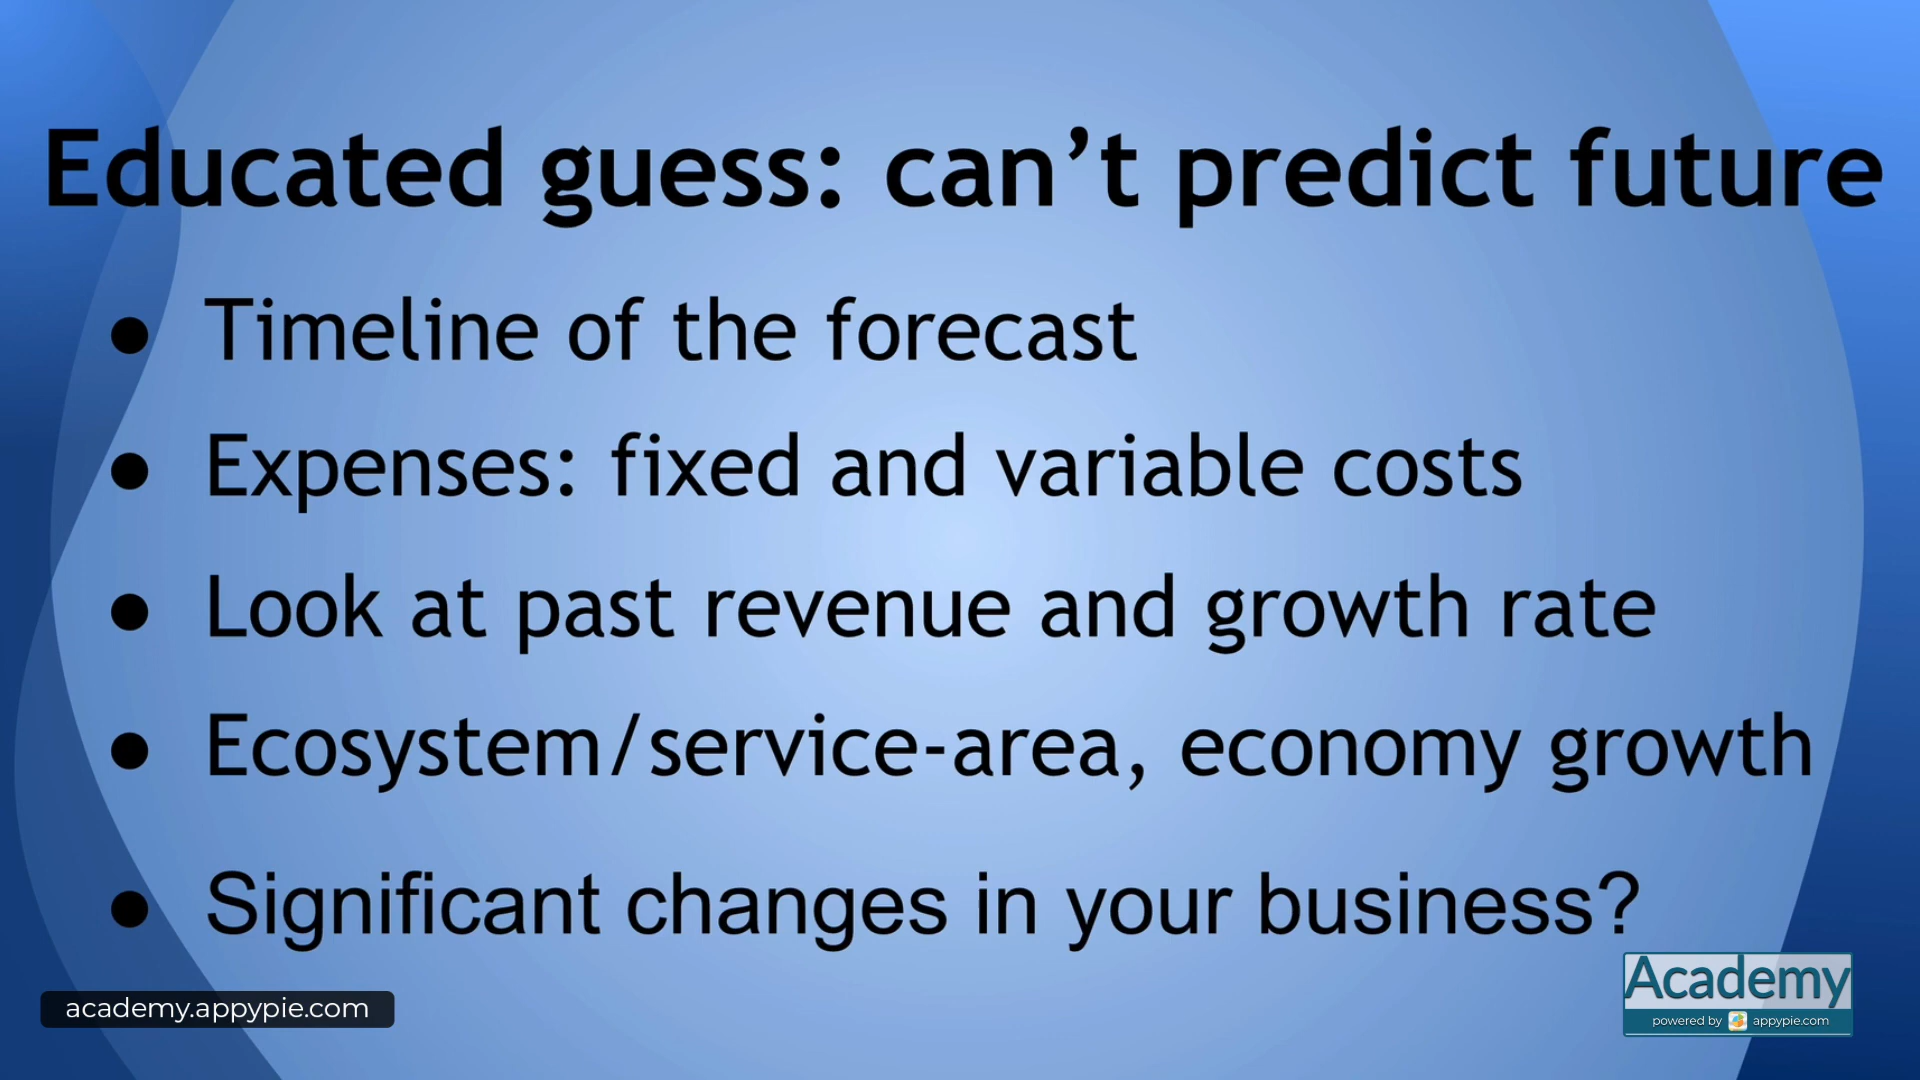 Educated guess: can’t predict future
● Timeline of the forecast
● Expenses: fixed and variable costs
● Look at past revenue and growth rate
● Ecosystem/service-area, economy growth
● Significant changes in your business?
academy.appypie.com
Academy
powered by appypie.com